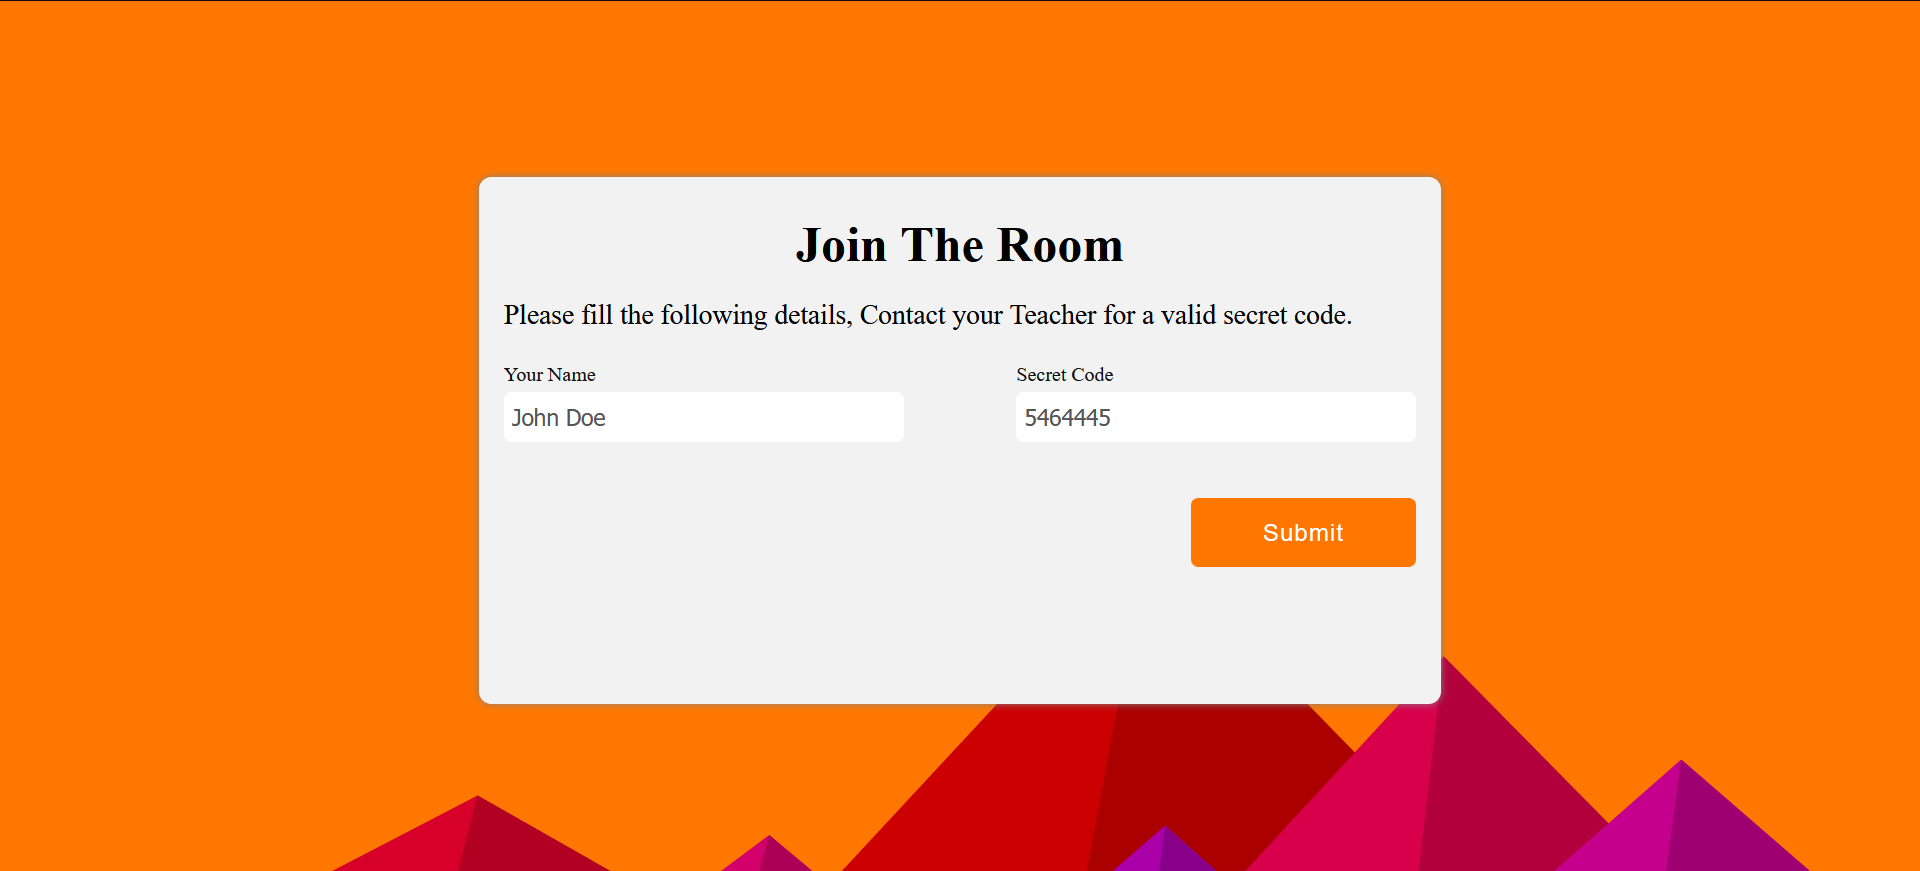 Join The Room
Please fill the following details, Contact your Teacher for a valid secret code.
Your Name
Secret Code
John Doe
5464445
Submit